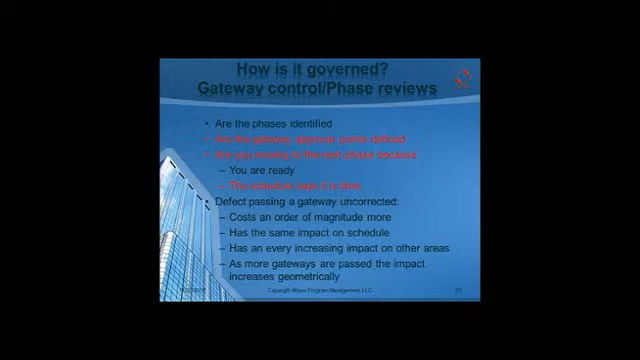 How is it governed?
Gateway control/Phase reviews
• Are the phases identified
• Are the gateway approver points defined
• Are you moving to the next phase because
– You are ready
– The calendar says it is time
• Defect passing a gateway uncorrected:
– Costs an order of magnitude more
– Has the same impact on schedule
– Has an every increasing impact on other areas
– As more gateways are passed the impact
increases geometrically
Copyright Program Management LLC